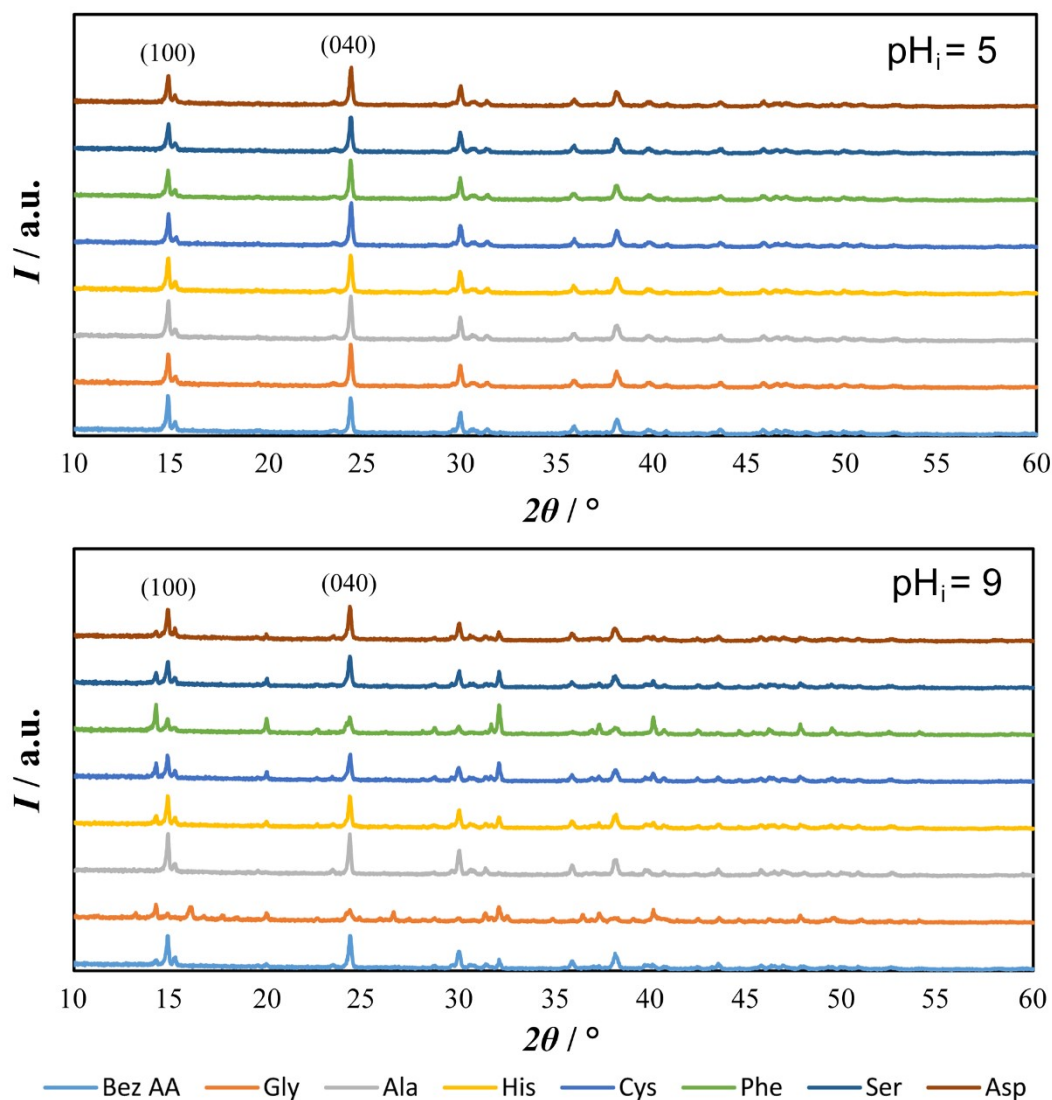 (100) (040) pHi = 5
I / a.u.
10 15 20 25 30 35 40 45 50 55 60
2θ / °
(100) (040) pHi = 9
I / a.u.
10 15 20 25 30 35 40 45 50 55 60
2θ / °
Bez AA Gly Ala His Cys Phe Ser Asp